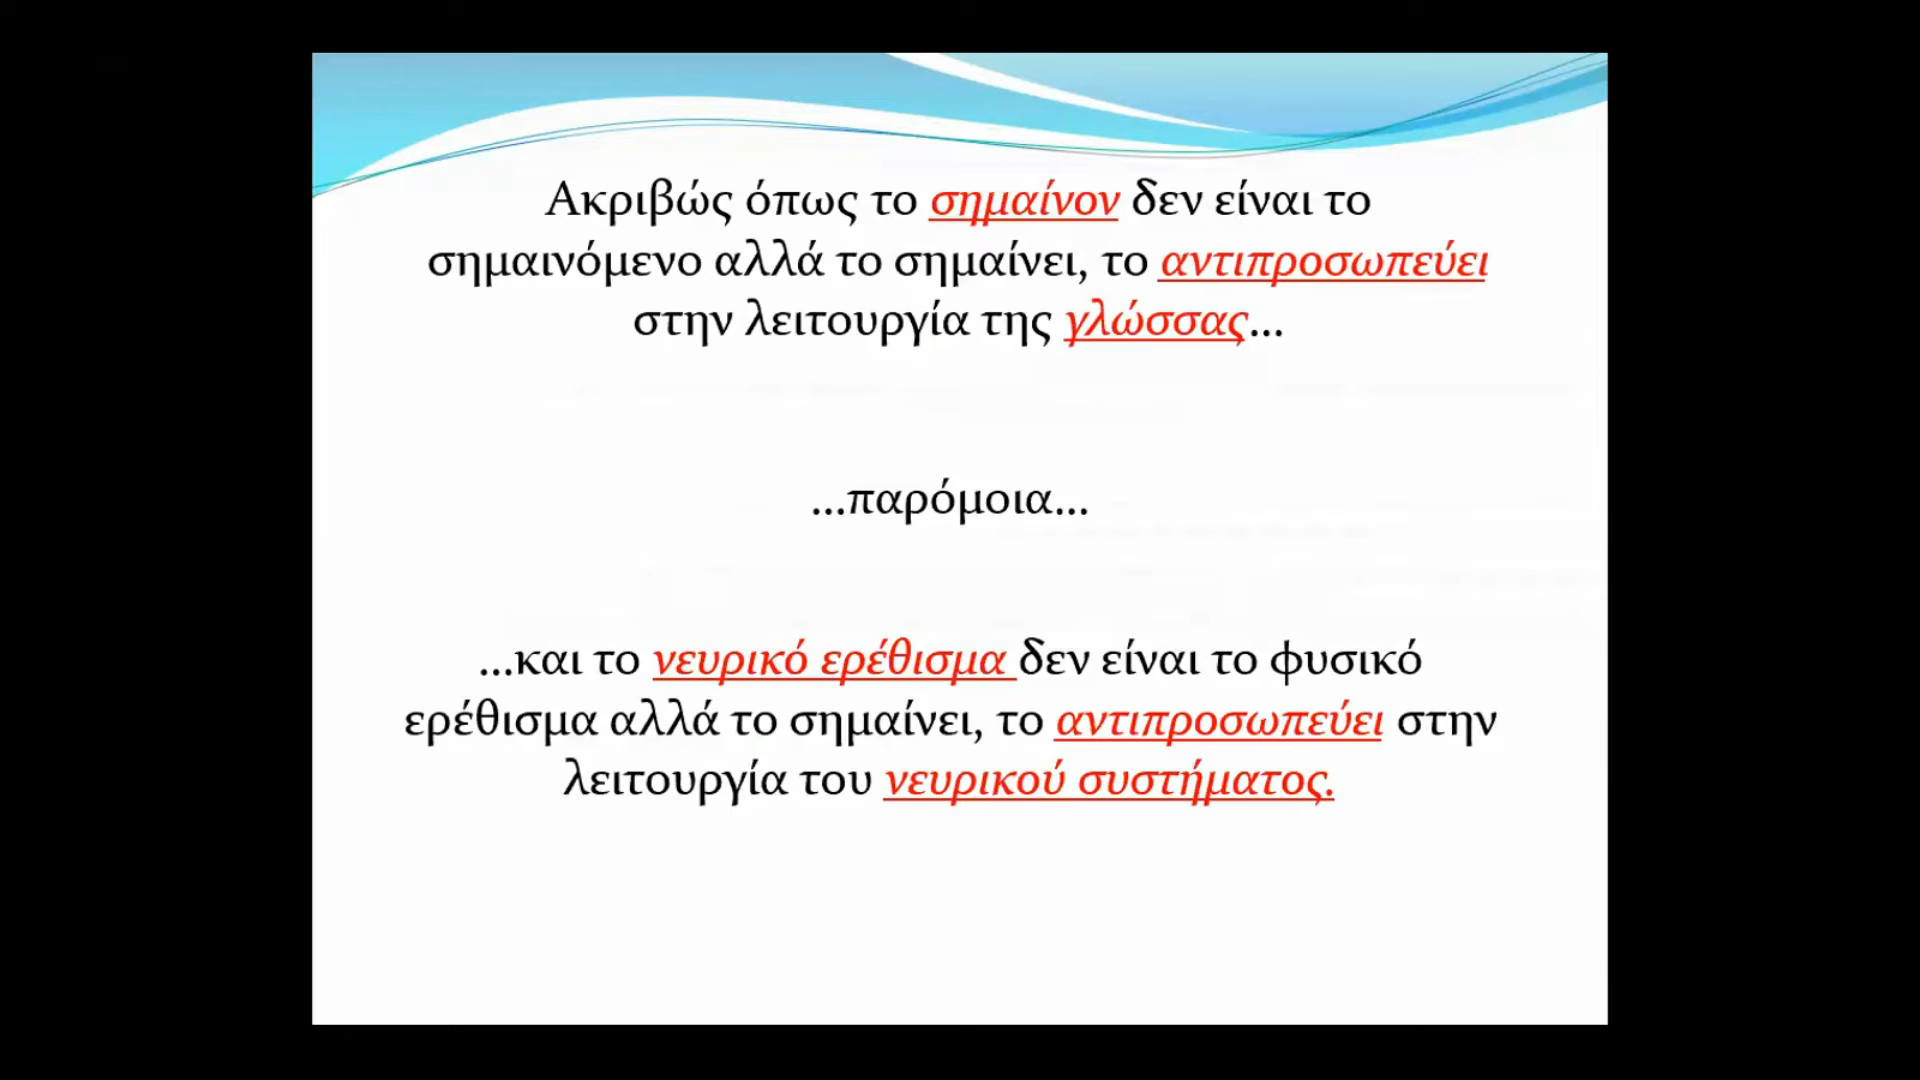 Ακριβώς όπως το σημαίνον δεν είναι το
σημαινόμενο αλλά το σημαίνει, το αντιπροσωπεύει
στην λειτουργία της γλώσσας...
...παρόμοια...
...και το νευρικό ερέθισμα δεν είναι το φυσικό
ερέθισμα αλλά το σημαίνει, το αντιπροσωπεύει στην
λειτουργία του νευρικού συστήματος.